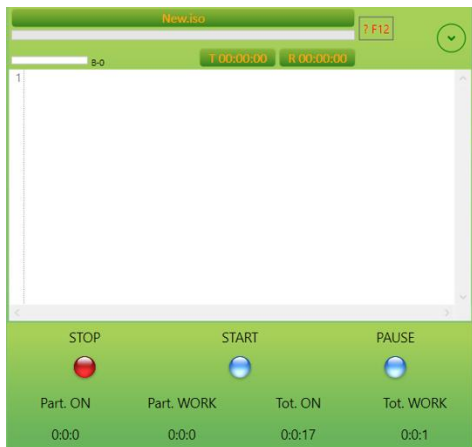 New.iso
? F12
B-0
T 00:00:00 R 00:00:00
1
STOP START PAUSE
Part. ON Part. WORK Tot. ON Tot. WORK
0:0:0 0:0:0 0:0:17 0:0:1